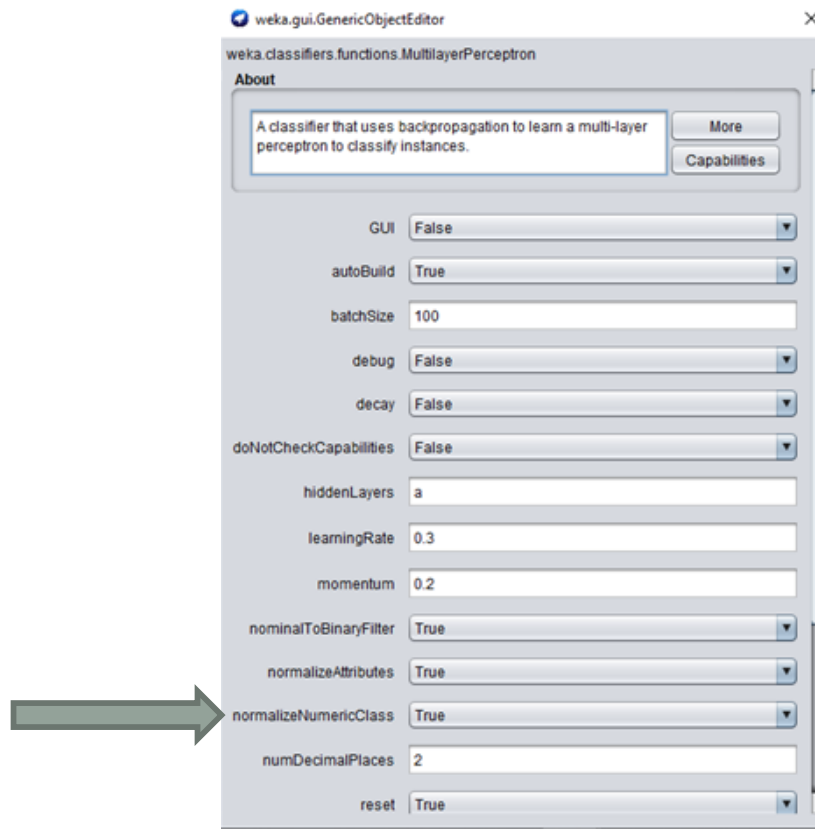 weka.gui.GenericObjectEditor
weka.classifiers.functions.MultilayerPerceptron
About
A classifier that uses backpropagation to learn a multi-layer
perceptron to classify instances.
More
Capabilities
GUI False
autoBuild True
batchSize 100
debug False
decay False
doNotCheckCapabilities False
hiddenLayers a
learningRate 0.3
momentum 0.2
nominalToBinaryFilter True
normalizeAttributes True
normalizeNumericClass True
numDecimalPlaces 2
reset True